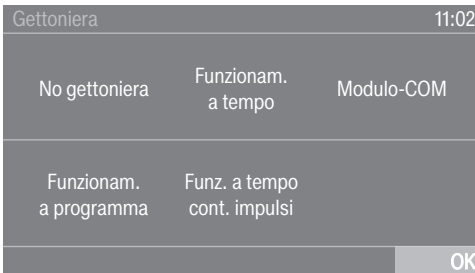 Gettoniera 11:02
No gettoniera
Funzionam.
a tempo
Modulo-COM
Funzionam.
a programma
Funz. a tempo
cont. impulsi
OK